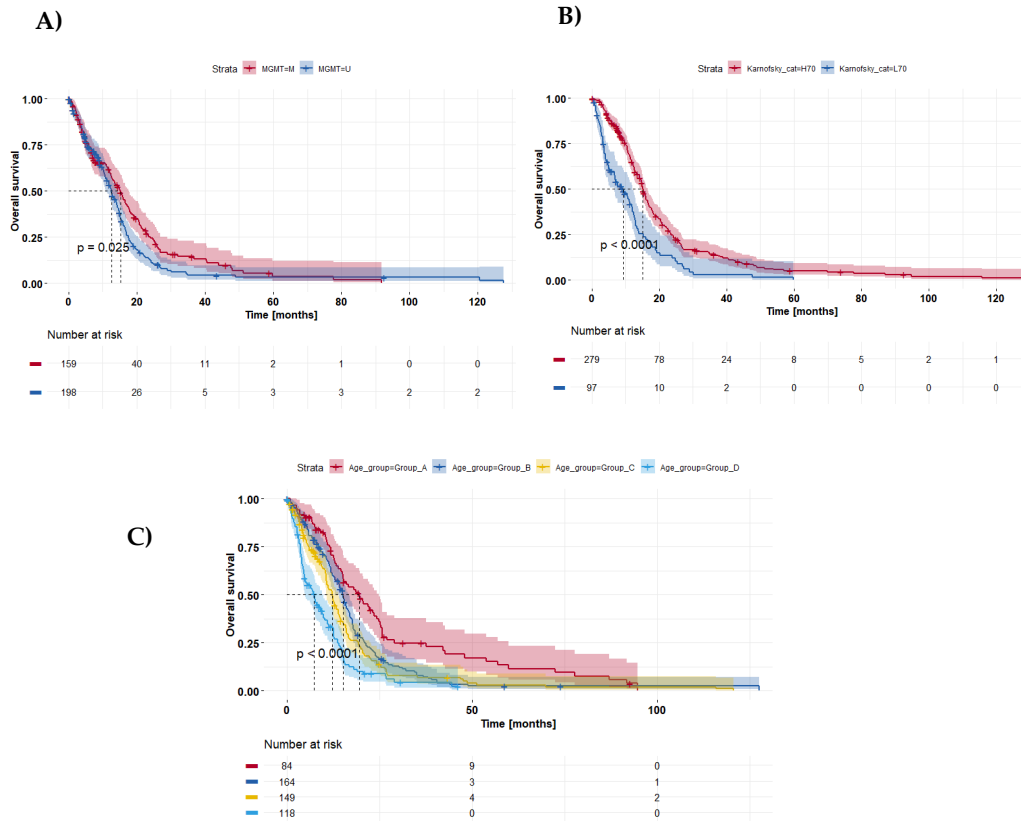 A)
Strata MGMT=M MGMT=U
1.00
0.75
0.50
0.25
0.00
Overall survival
p = 0.025
0 20 40 60 80 100 120
Time [months]
Number at risk
159 40 11 2 1 0 0
198 26 5 3 3 2 2
B)
Strata Karnofsky_cat=H70 Karnofsky_cat=L70
1.00
0.75
0.50
0.25
0.00
Overall survival
p < 0.0001
0 20 40 60 80 100 120
Time [months]
Number at risk
279 78 24 8 5 2 1
97 10 2 0 0 0 0
C)
Strata Age_group=Group_A Age_group=Group_B Age_group=Group_C Age_group=Group_D
1.00
0.75
0.50
0.25
0.00
Overall survival
p < 0.0001
0 50 100
Time [months]
Number at risk
84 9 0
164 3 1
149 4 2
118 0 0